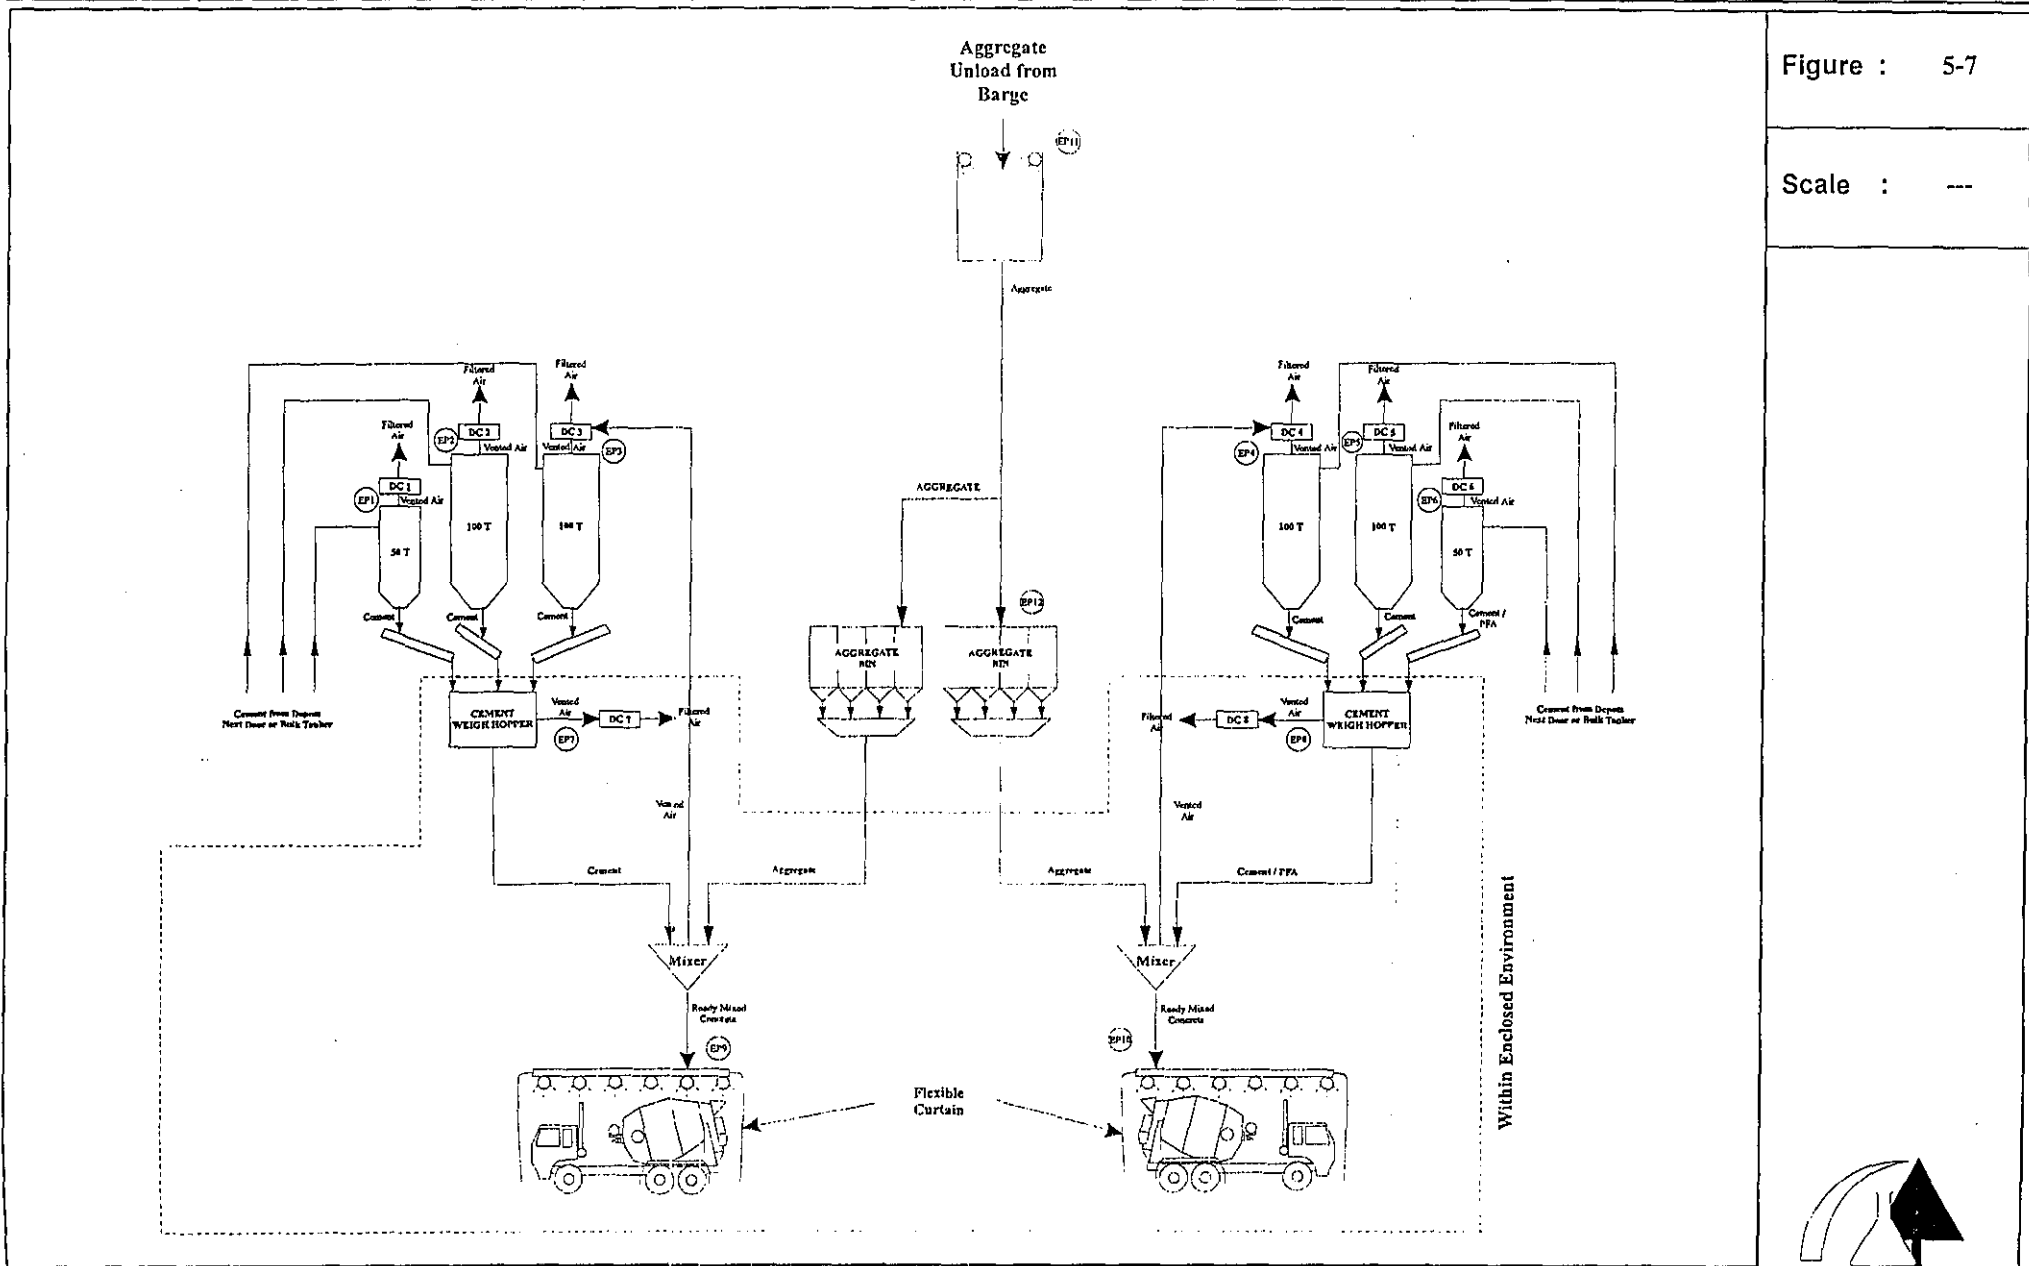 Figure : 5-7
Scale : ---
Aggregate
Unload from
Barge
EP11
Aggregate
Filtered
Air
Filtered
Air
Filtered
Air
EP1
DC 1
Vented Air
EP2
DC 2
Vented Air
DC 3
Vented Air
EP3
50 T
100 T
100 T
Cement
Cement
Cement
Filtered
Air
Filtered
Air
Filtered
Air
EP4
DC 4
Vented Air
EP5
DC 5
Vented Air
EP6
DC 6
Vented Air
100 T
100 T
50 T
Cement
Cement
Cement /
PFA
AGGREGATE
EP12
AGGREGATE
BIN
AGGREGATE
BIN
Cement from Depots
Next Door or Bulk Tanker
CEMENT
WEIGH HOPPER
Vented
Air
EP7
DC 7
Filtered
Air
Filtered
Air
DC 8
Vented
Air
EP8
CEMENT
WEIGH HOPPER
Cement from Depots
Next Door or Bulk Tanker
Vented
Air
Vented
Air
Cement
Aggregate
Aggregate
Cement / PFA
Mixer
Mixer
Ready Mixed
Concrete
Ready Mixed
Concrete
EP9
EP10
Flexible
Curtain
Within Enclosed Environment